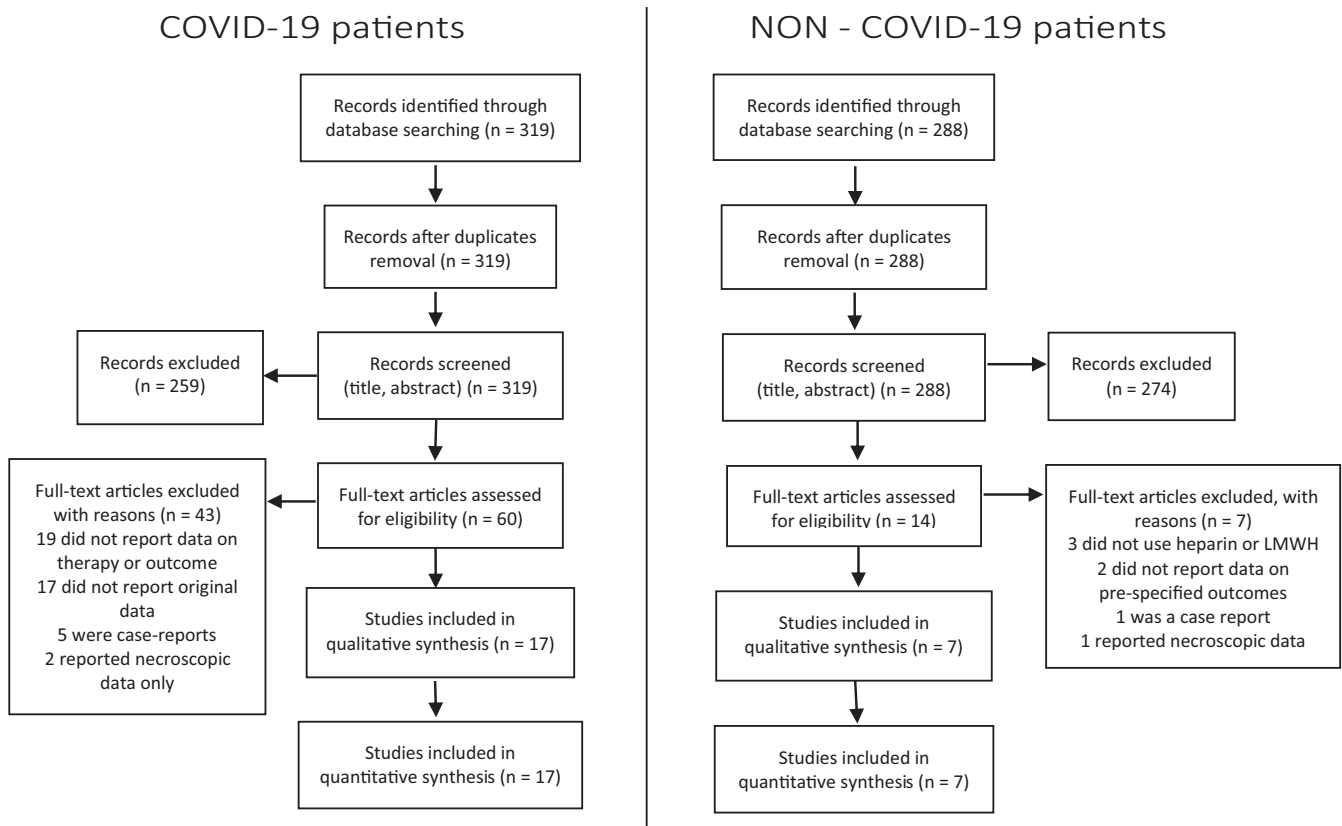 COVID-19 patients
Records identified through
database searching (n = 319)
Records after duplicates
removal (n = 319)
Records screened
(title, abstract) (n = 319)
Records excluded
(n = 259)
Full-text articles assessed
for eligibility (n = 60)
Full-text articles excluded
with reasons (n = 43)
19 did not report data on
therapy or outcome
17 did not report original
data
5 were case-reports
2 reported necroscopic
data only
Studies included in
qualitative synthesis (n = 17)
Studies included in
quantitative synthesis (n = 17)
NON - COVID-19 patients
Records identified through
database searching (n = 288)
Records after duplicates
removal (n = 288)
Records screened
(title, abstract) (n = 288)
Records excluded
(n = 274)
Full-text articles assessed
for eligibility (n = 14)
Full-text articles excluded, with
reasons (n = 7)
3 did not use heparin or LMWH
2 did not report data on
pre-specified outcomes
1 was a case report
1 reported necroscopic data
Studies included in
qualitative synthesis (n = 7)
Studies included in
quantitative synthesis (n = 7)